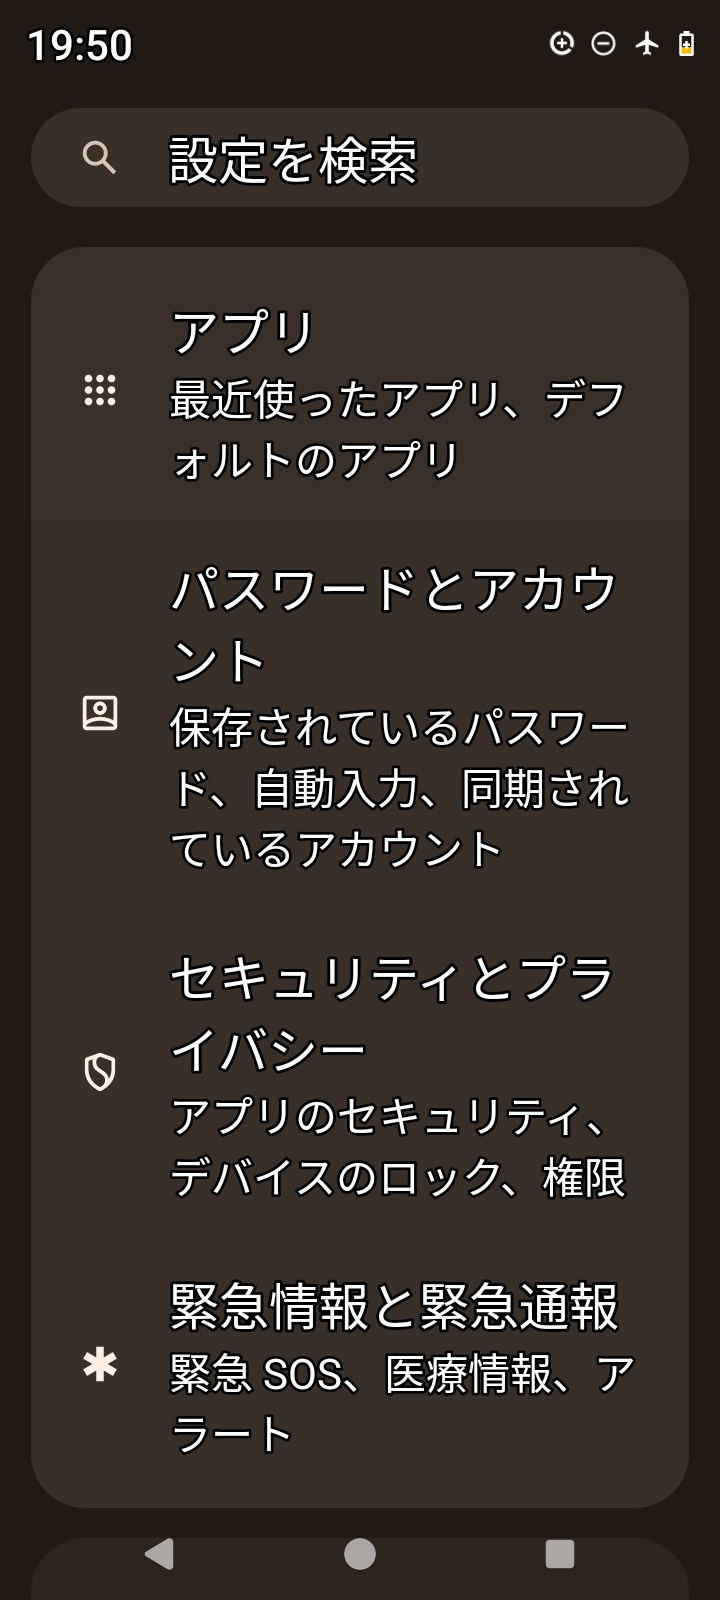 19:50
設定を検索
アプリ
最近使ったアプリ、デフ
ォルトのアプリ
パスワードとアカウ
ント
保存されているパスワー
ド、自動入力、同期され
ているアカウント
セキュリティとプラ
イバシー
アプリのセキュリティ、
デバイスのロック、権限
緊急情報と緊急通報
緊急 SOS、医療情報、ア
ラート